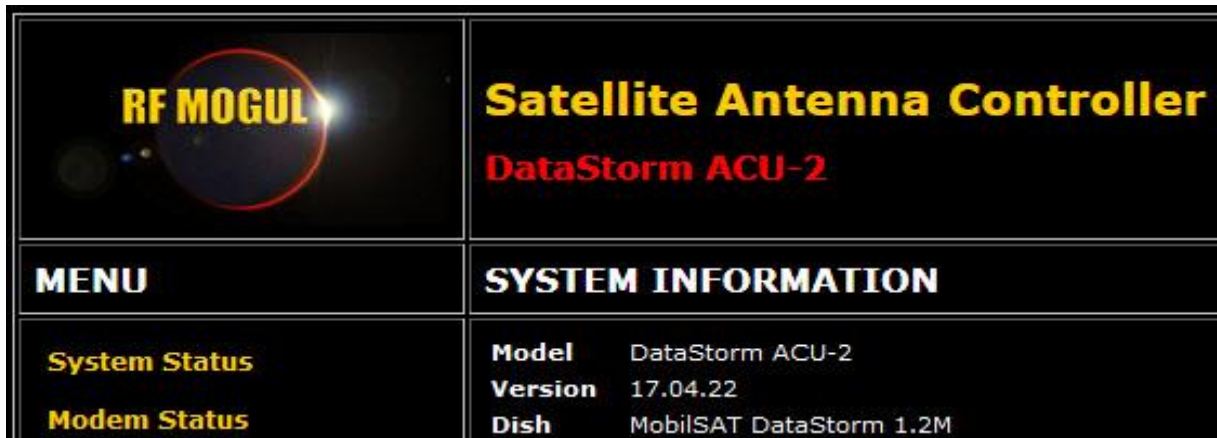 RF MOGUL
Satellite Antenna Controller
DataStorm ACU-2
MENU
SYSTEM INFORMATION
System Status
Modem Status
Model DataStorm ACU-2
Version 17.04.22
Dish MobilSAT DataStorm 1.2M